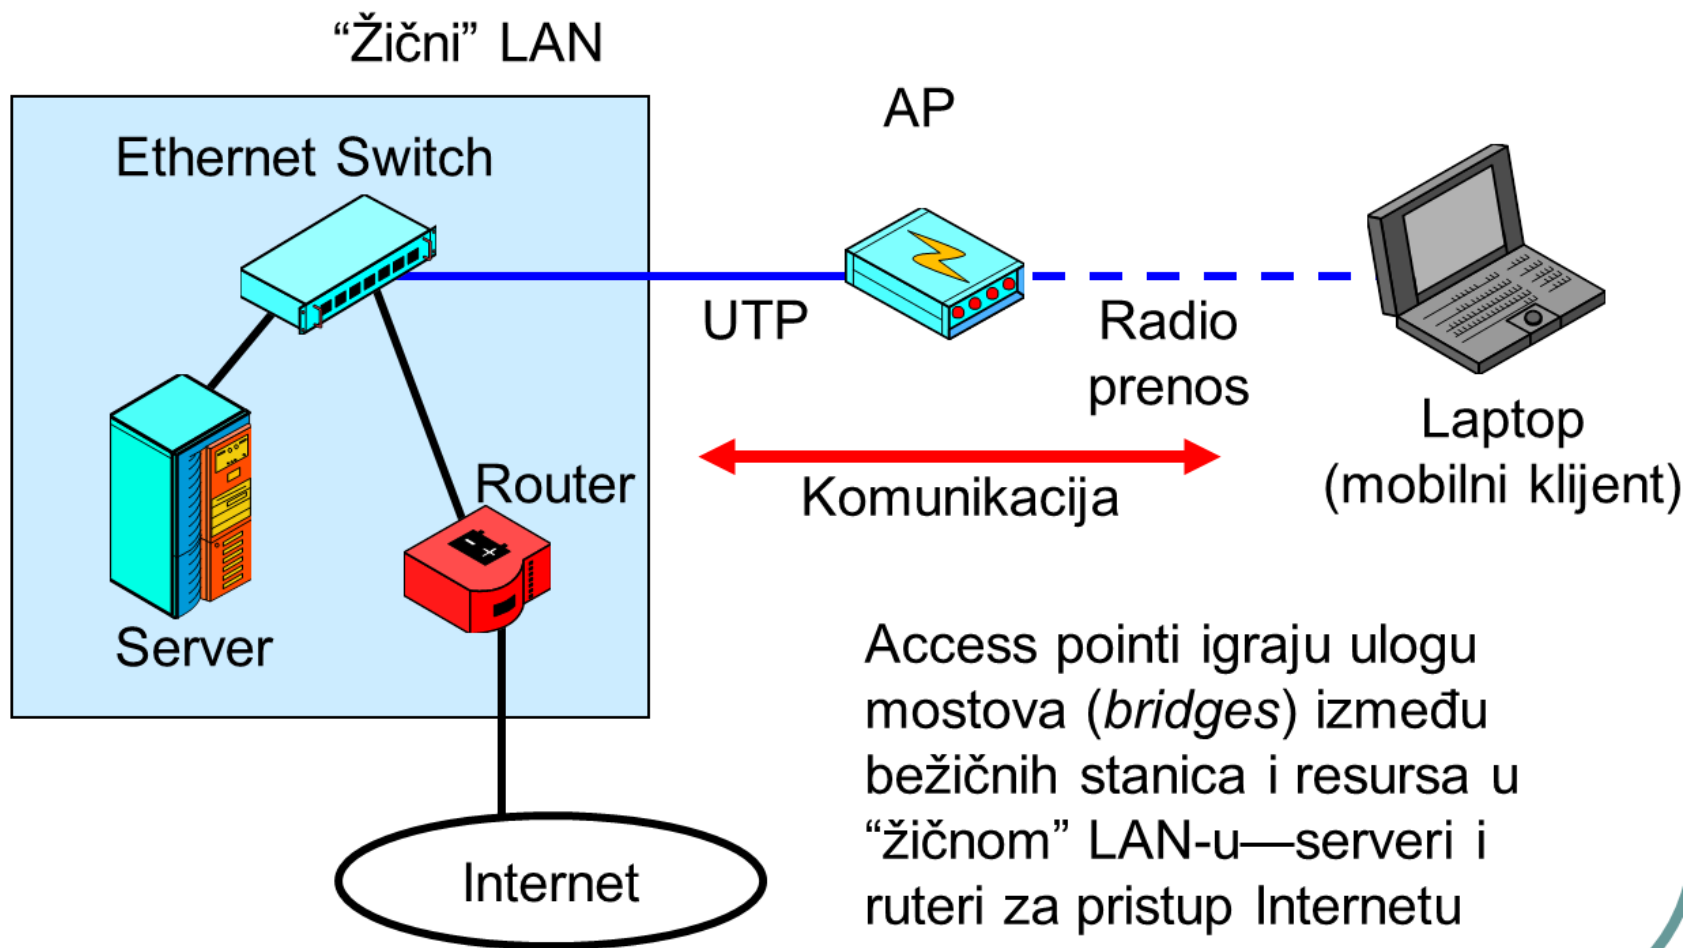 “Žični” LAN
AP
Ethernet Switch
UTP
Radio
prenos
Laptop
(mobilni klijent)
Komunikacija
Router
Server
Internet
Access pointi igraju ulogu
mostova (bridges) između
bežičnih stanica i resursa u
“žičnom” LAN-u—serveri i
ruteri za pristup Internetu